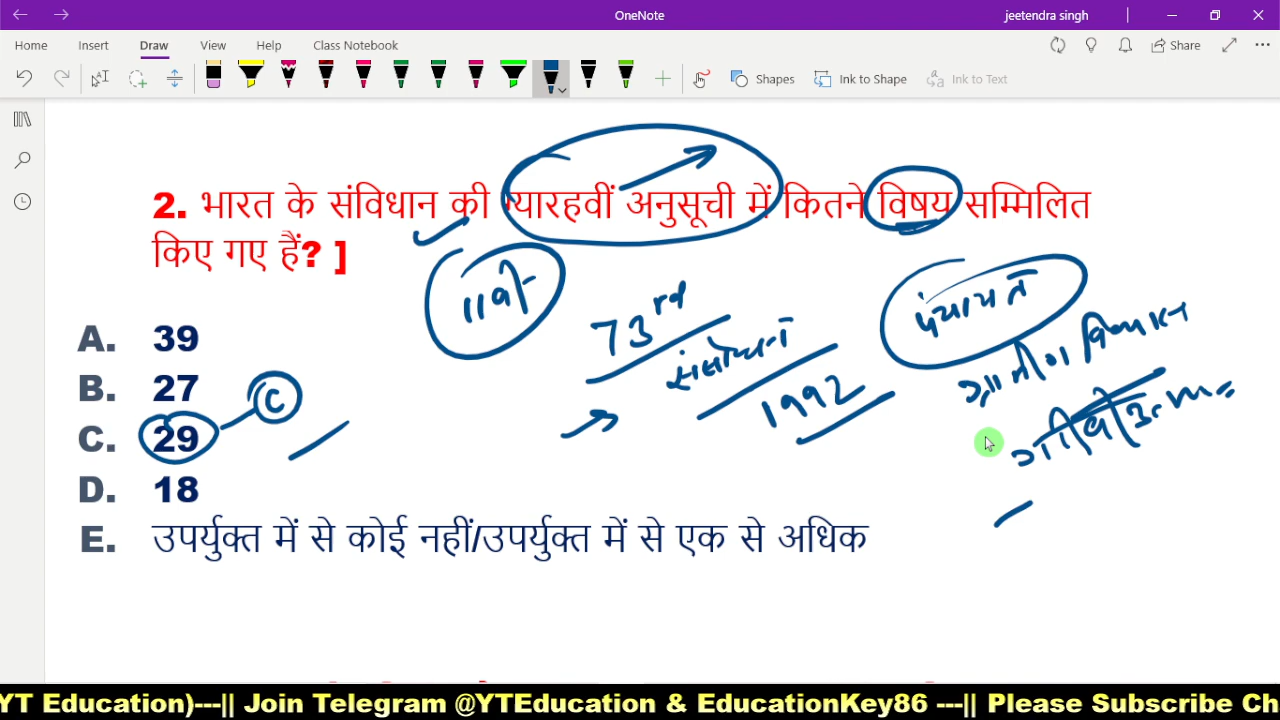 OneNote
jeetendra singh
Home Insert Draw View Help Class Notebook
Share
Shapes Ink to Shape Ink to Text
2. भारत के संविधान की ग्यारहवीं अनुसूची में कितने विषय सम्मिलित
किए गए हैं? ]
11वीं
73rd
संशोधन
1992
पंचायत
A. 39
B. 27
C. 29
C
D. 18
E. उपर्युक्त में से कोई नहीं/उपर्युक्त में से एक से अधिक
YT Education)---|| Join Telegram @YTEducation & EducationKey86 ---|| Please Subscribe Ch